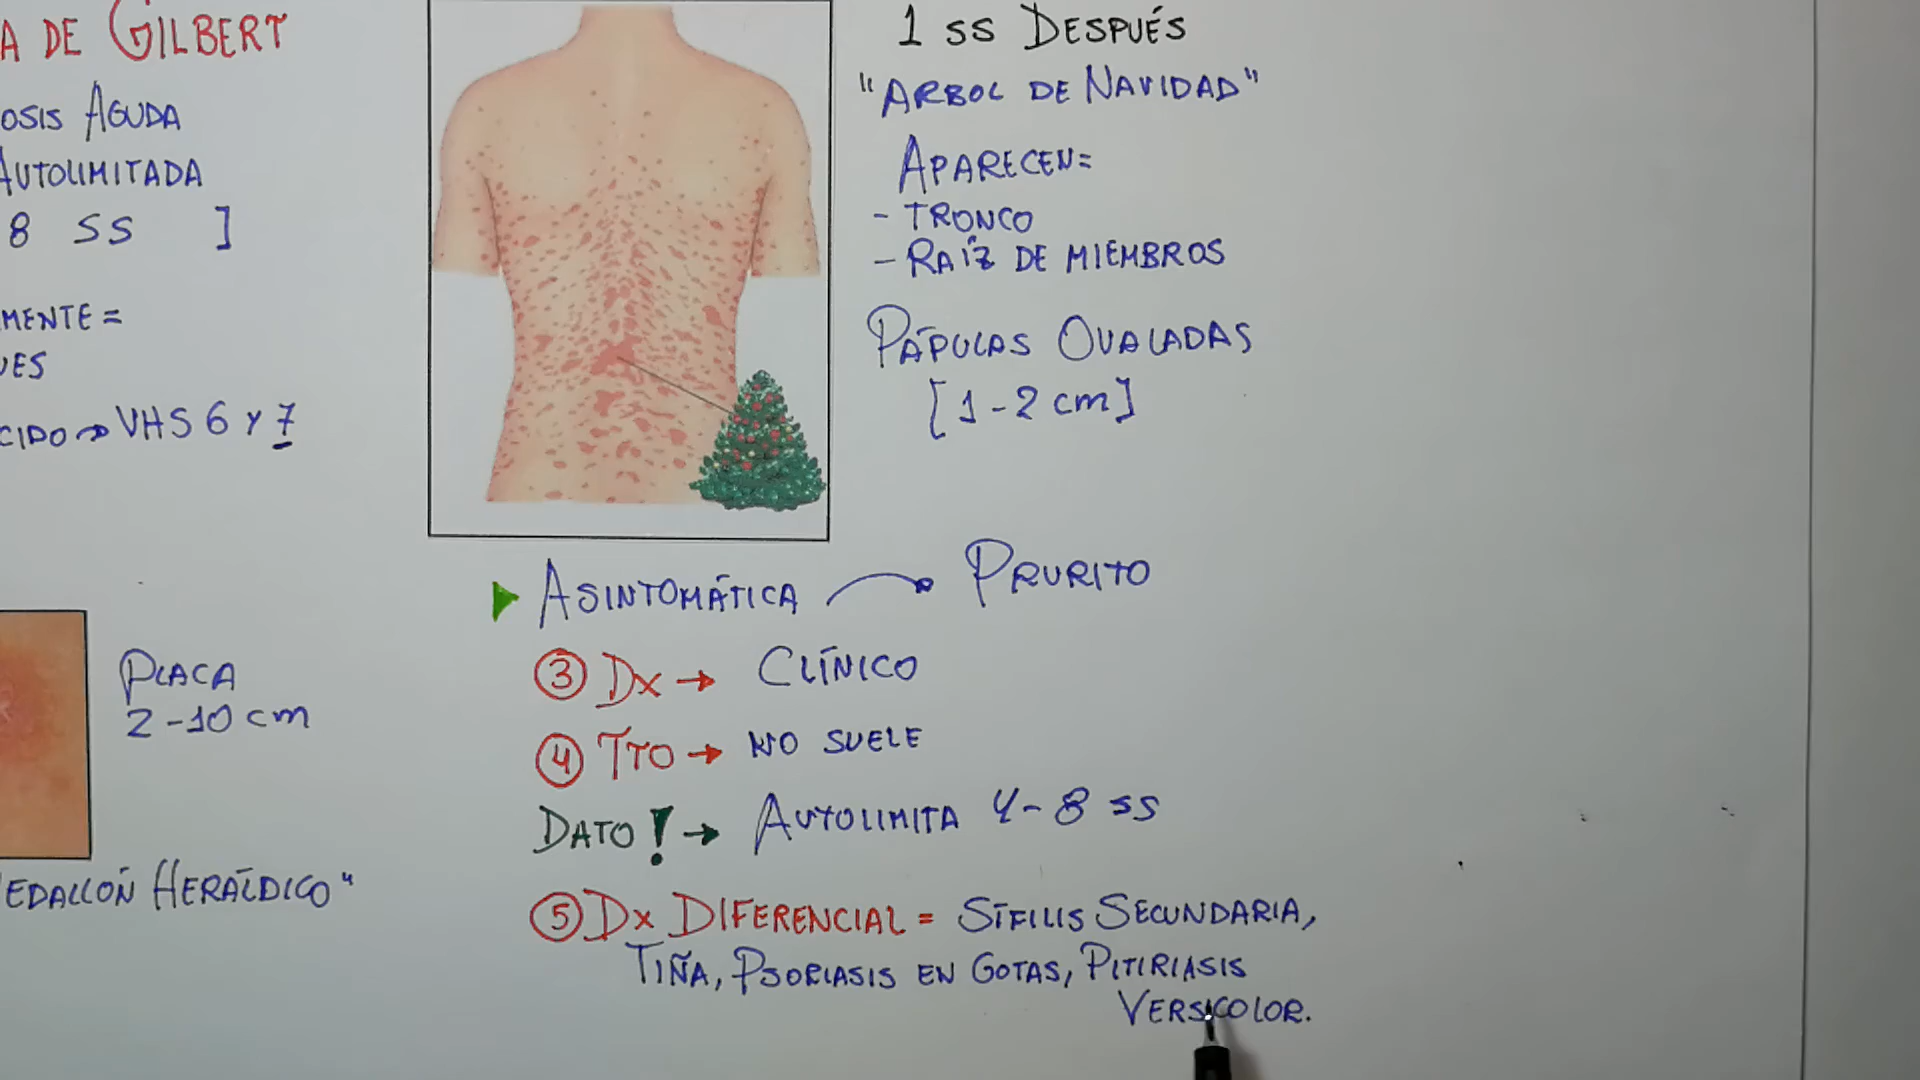 A DE GILBERT
OSIS AGUDA
AUTOLIMITADA
8 SS ]
MENTE =
UES
CIDO → VHS 6 Y 7
PLACA
2-10 cm
EDALLÓN HERÁLDICO"
1 SS DESPUÉS
"ARBOL DE NAVIDAD"
APARECEN=
- TRONCO
- RAÍZ DE MIEMBROS
PÁPULAS OVALADAS
[1-2 cm]
ASINTOMÁTICA → PRURITO
③ DX → CLÍNICO
④ TTO → NO SUELE
DATO! → AUTOLIMITA 4-8 SS
⑤ DX DIFERENCIAL = SÍFILIS SECUNDARIA,
TIÑA, PSORIASIS EN GOTAS, PITIRIASIS
VERSICOLOR.